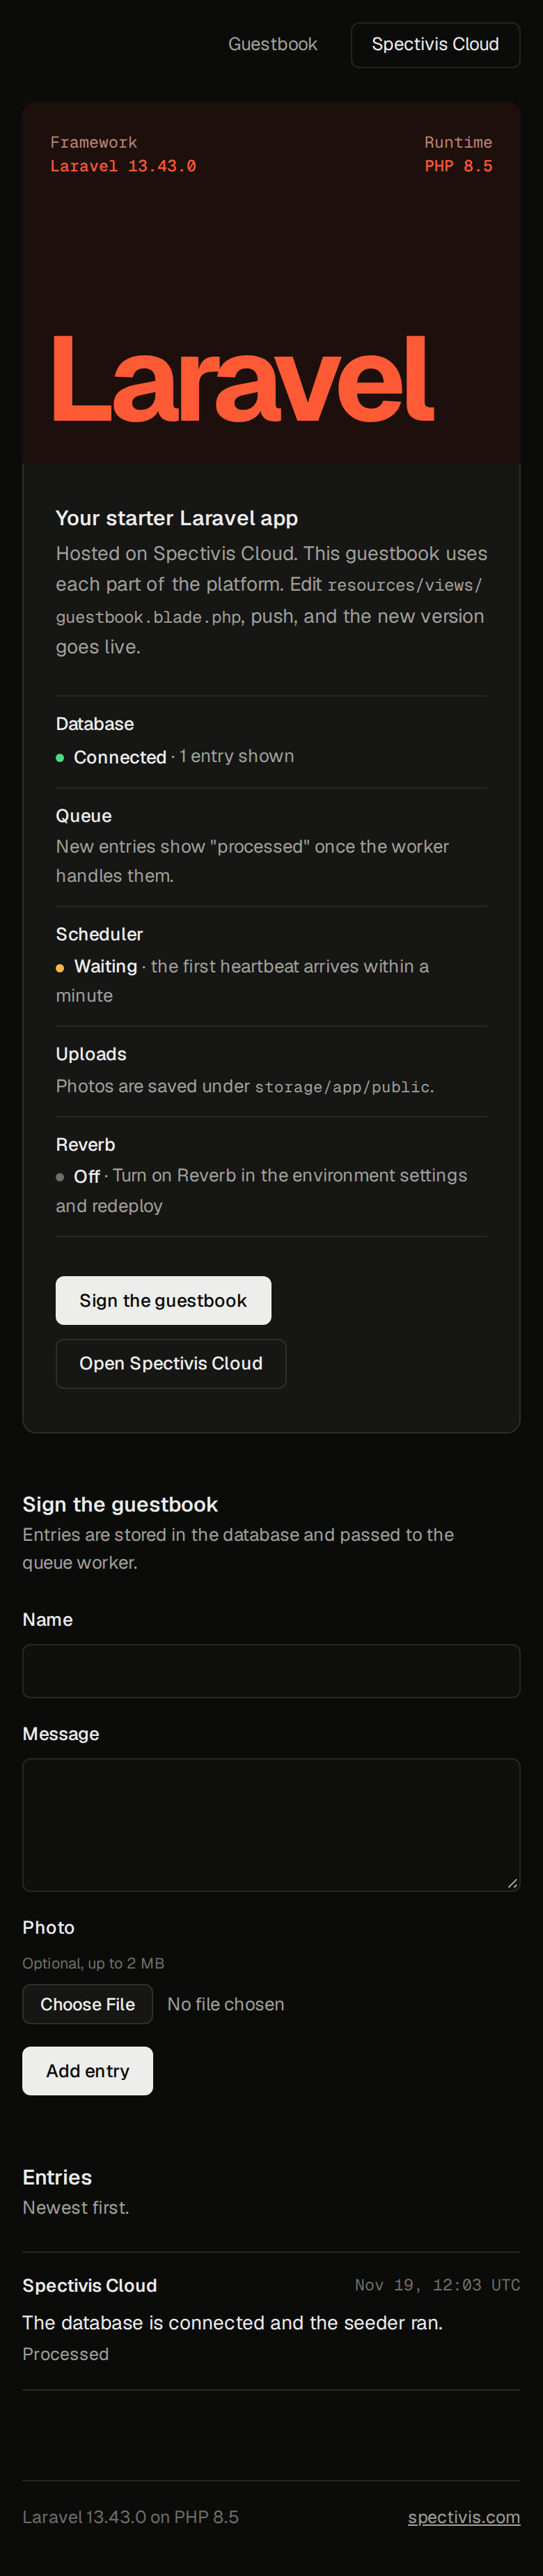 Guestbook
Spectivis Cloud
Framework
Runtime
Laravel 13.43.0
PHP 8.5
Laravel
Your starter Laravel app
Hosted on Spectivis Cloud. This guestbook uses
each part of the platform. Edit resources/views/
guestbook.blade.php, push, and the new version
goes live.
Database
Connected · 1 entry shown
Queue
New entries show "processed" once the worker
handles them.
Scheduler
Waiting · the first heartbeat arrives within a
minute
Uploads
Photos are saved under storage/app/public.
Reverb
Off · Turn on Reverb in the environment settings
and redeploy
Sign the guestbook
Open Spectivis Cloud
Sign the guestbook
Entries are stored in the database and passed to the
queue worker.
Name
Message
Photo
Optional, up to 2 MB
Choose File No file chosen
Add entry
Entries
Newest first.
Spectivis Cloud
Nov 19, 12:03 UTC
The database is connected and the seeder ran.
Processed
Laravel 13.43.0 on PHP 8.5
spectivis.com